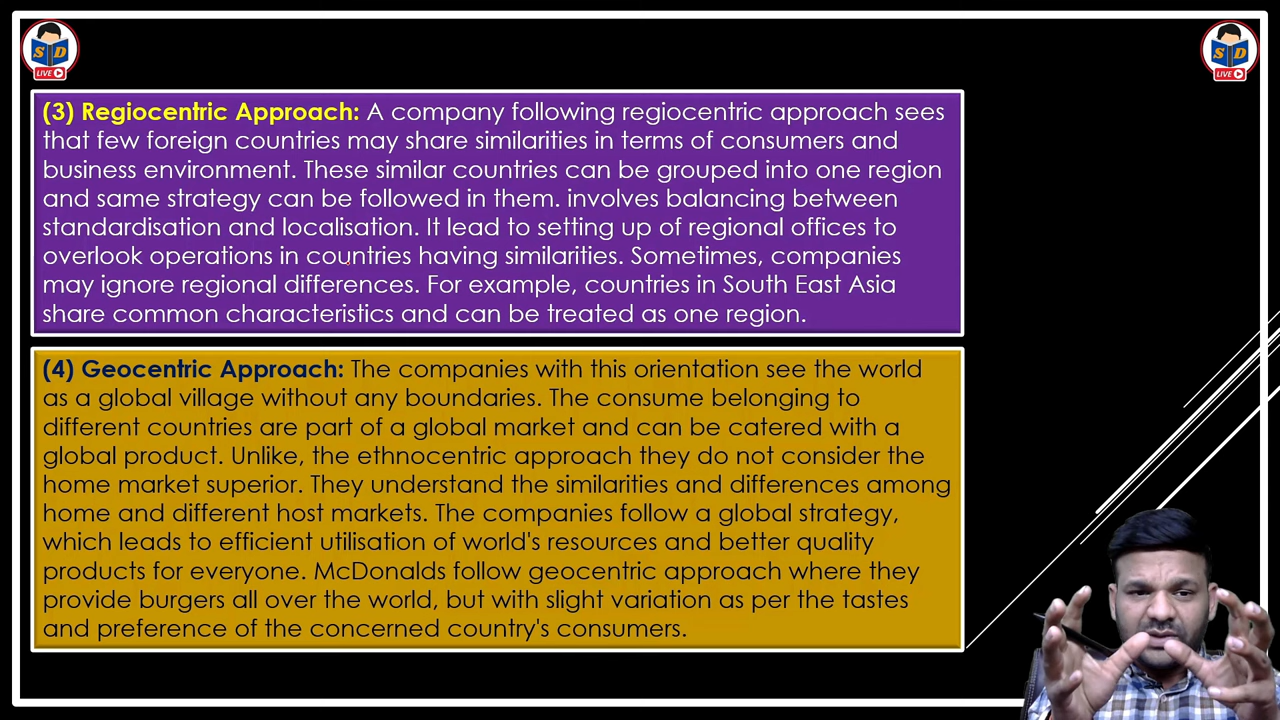 S D
LIVE
S D
LIVE
(3) Regiocentric Approach: A company following regiocentric approach sees
that few foreign countries may share similarities in terms of consumers and
business environment. These similar countries can be grouped into one region
and same strategy can be followed in them. involves balancing between
standardisation and localisation. It lead to setting up of regional offices to
overlook operations in countries having similarities. Sometimes, companies
may ignore regional differences. For example, countries in South East Asia
share common characteristics and can be treated as one region.
(4) Geocentric Approach: The companies with this orientation see the world
as a global village without any boundaries. The consume belonging to
different countries are part of a global market and can be catered with a
global product. Unlike, the ethnocentric approach they do not consider the
home market superior. They understand the similarities and differences among
home and different host markets. The companies follow a global strategy,
which leads to efficient utilisation of world's resources and better quality
products for everyone. McDonalds follow geocentric approach where they
provide burgers all over the world, but with slight variation as per the tastes
and preference of the concerned country's consumers.